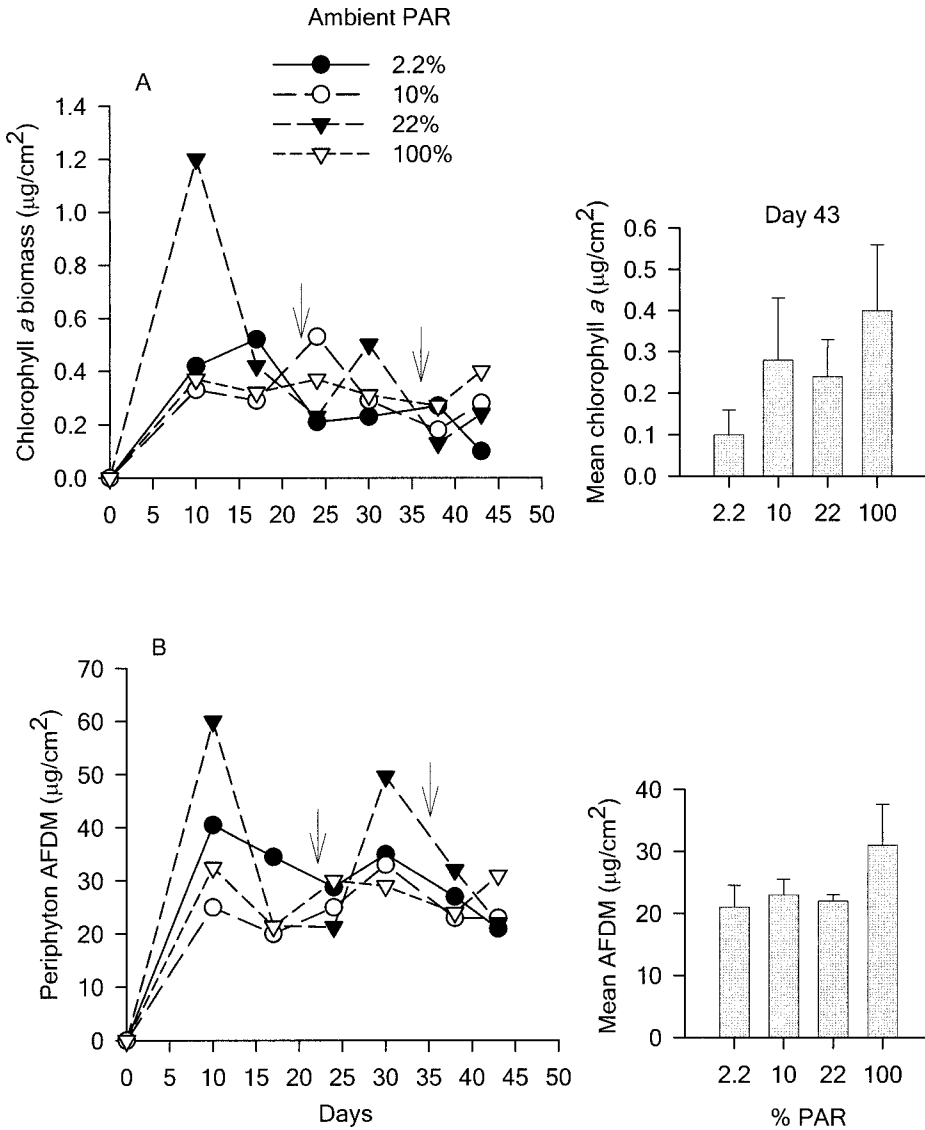 Ambient PAR
2.2%
10%
22%
100%
A
Chlorophyll a biomass (µg/cm2)
1.4
1.2
1.0
0.8
0.6
0.4
0.2
0.0
0 5 10 15 20 25 30 35 40 45 50
Day 43
Mean chlorophyll a (µg/cm2)
0.6
0.5
0.4
0.3
0.2
0.1
0.0
2.2 10 22 100
B
Periphyton AFDM (µg/cm2)
70
60
50
40
30
20
10
0
0 5 10 15 20 25 30 35 40 45 50
Days
Mean AFDM (µg/cm2)
40
30
20
10
0
2.2 10 22 100
% PAR